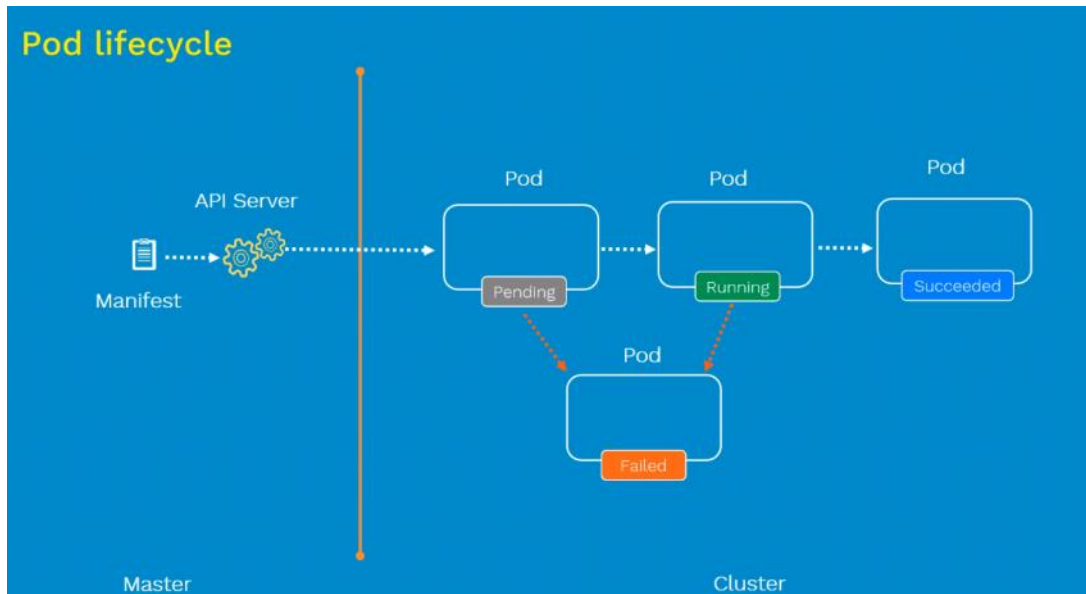 Pod lifecycle
API Server
Manifest
Pod
Pending
Pod
Running
Pod
Succeeded
Pod
Failed
Master
Cluster